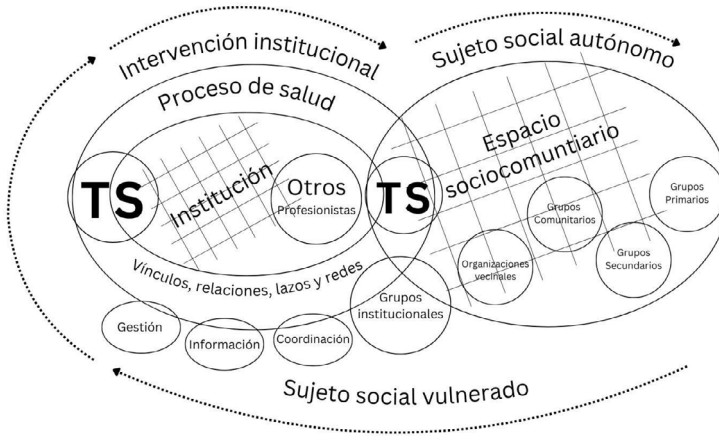 Intervención institucional
Sujeto social autónomo
Proceso de salud
Espacio
sociocomuntiario
TS
Institución
Otros
Profesionistas
TS
Grupos
Primarios
Grupos
Comunitarios
Grupos
Secundarios
Organizaciones
vecinales
Vínculos, relaciones, lazos y redes
Grupos
institucionales
Gestión
Información
Coordinación
Sujeto social vulnerado